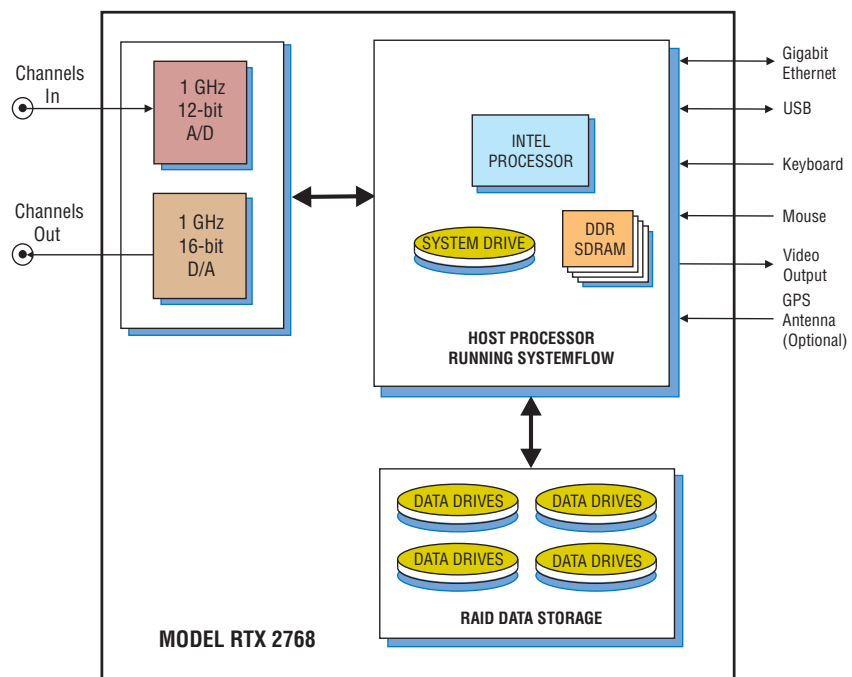 Channels
In
1 GHz
12-bit
A/D
Channels
Out
1 GHz
16-bit
D/A
INTEL
PROCESSOR
SYSTEM DRIVE
DDR
SDRAM
HOST PROCESSOR
RUNNING SYSTEMFLOW
Gigabit
Ethernet
USB
Keyboard
Mouse
Video
Output
GPS
Antenna
(Optional)
DATA DRIVES
DATA DRIVES
DATA DRIVES
DATA DRIVES
RAID DATA STORAGE
MODEL RTX 2768